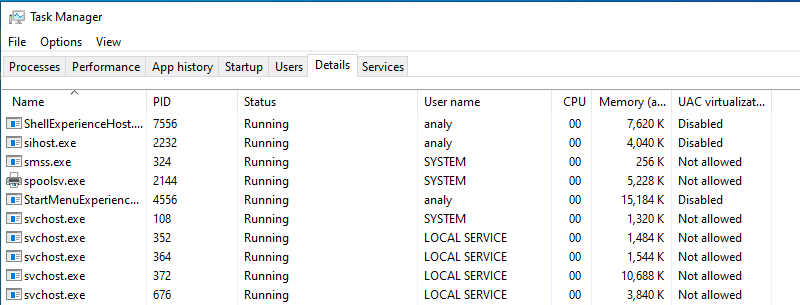 Task Manager
File Options View
Processes Performance App history Startup Users Details Services
Name PID Status User name CPU Memory (a... UAC virtualizat...
ShellExperienceHost.... 7556 Running analy 00 7,620 K Disabled
sihost.exe 2232 Running analy 00 4,040 K Disabled
smss.exe 324 Running SYSTEM 00 256 K Not allowed
spoolsv.exe 2144 Running SYSTEM 00 5,228 K Not allowed
StartMenuExperienc... 4556 Running analy 00 15,184 K Disabled
svchost.exe 108 Running SYSTEM 00 1,320 K Not allowed
svchost.exe 352 Running LOCAL SERVICE 00 1,484 K Not allowed
svchost.exe 364 Running LOCAL SERVICE 00 1,544 K Not allowed
svchost.exe 372 Running LOCAL SERVICE 00 10,688 K Not allowed
svchost.exe 676 Running LOCAL SERVICE 00 3,840 K Not allowed